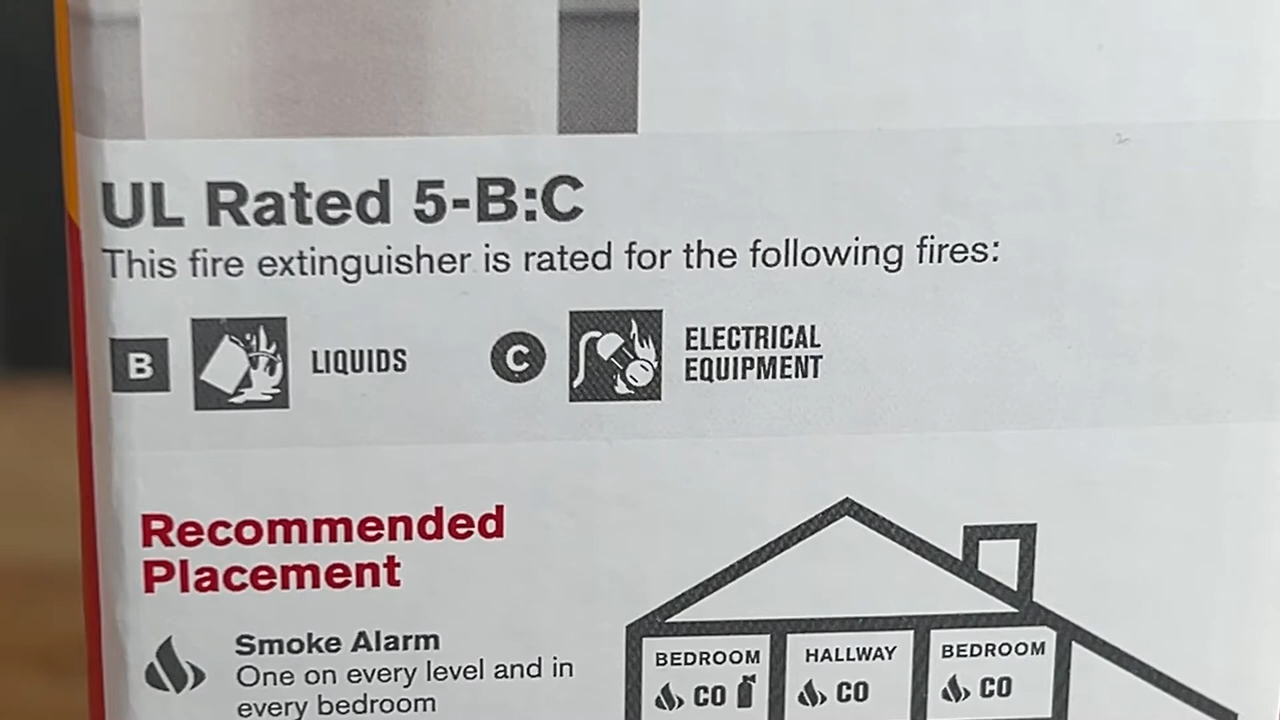 UL Rated 5-B:C
This fire extinguisher is rated for the following fires:
B LIQUIDS C ELECTRICAL EQUIPMENT
Recommended
Placement
Smoke Alarm
One on every level and in
every bedroom
BEDROOM HALLWAY BEDROOM
CO CO CO